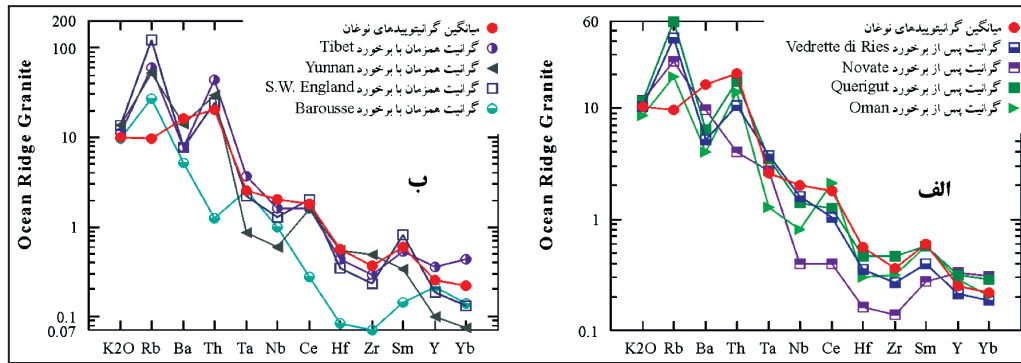 Ocean Ridge Granite
200
100
10
1
0.1
0.07
میانگین گرانیتوییدهای نوغان
گرانیت همزمان با برخورد Tibet
گرانیت همزمان با برخورد Yunnan
گرانیت همزمان با برخورد S.W. England
گرانیت همزمان با برخورد Barousse
ب
K2O Rb Ba Th Ta Nb Ce Hf Zr Sm Y Yb
Ocean Ridge Granite
60
10
1
0.1
میانگین گرانیتوییدهای نوغان
گرانیت پس از برخورد Vedrette di Ries
گرانیت پس از برخورد Novate
گرانیت پس از برخورد Querigut
گرانیت پس از برخورد Oman
الف
K2O Rb Ba Th Ta Nb Ce Hf Zr Sm Y Yb